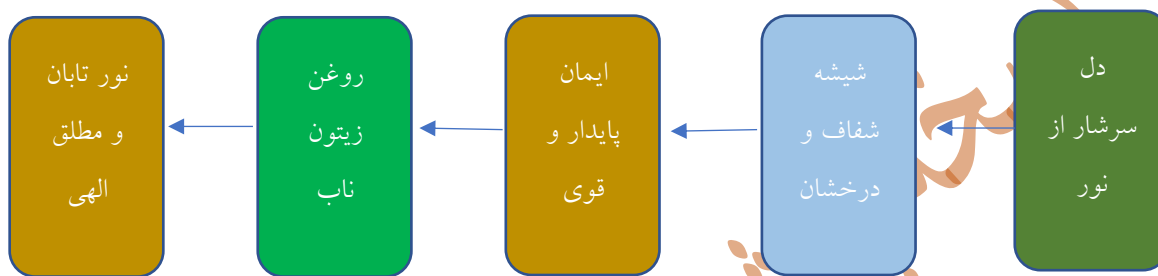 دل
سرشار از
نور
شیشه
شفاف و
درخشان
ایمان
پایدار و
قوی
روغن
زیتون
ناب
نور تابان
و مطلق
الهی